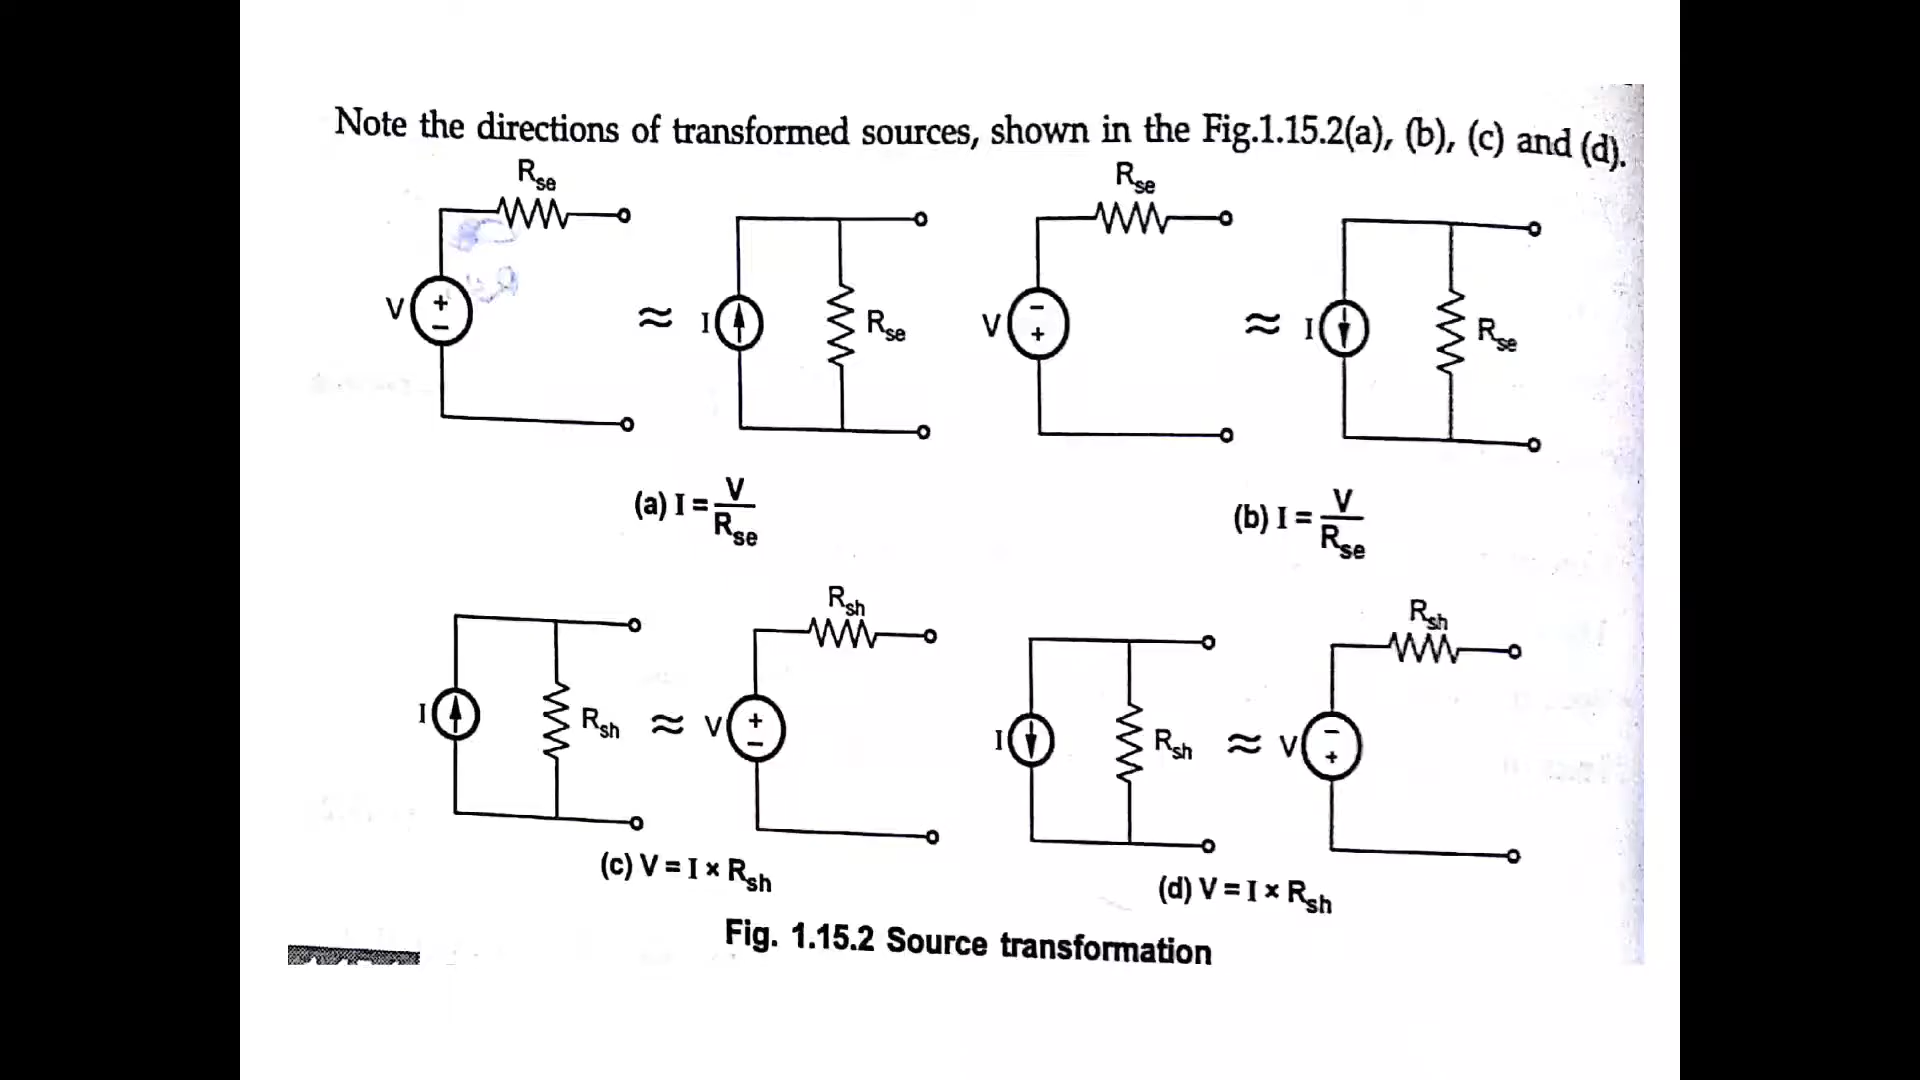 Note the directions of transformed sources, shown in the Fig.1.15.2(a), (b), (c) and (d).
Rse
Rse
V
+
−
≈
I
Rse
V
−
+
≈
I
Rse
(a) I = V/Rse
(b) I = V/Rse
Rsh
Rsh
I
Rsh
≈
V
+
−
I
Rsh
≈
V
−
+
(c) V = I × Rsh
(d) V = I × Rsh
Fig. 1.15.2 Source transformation